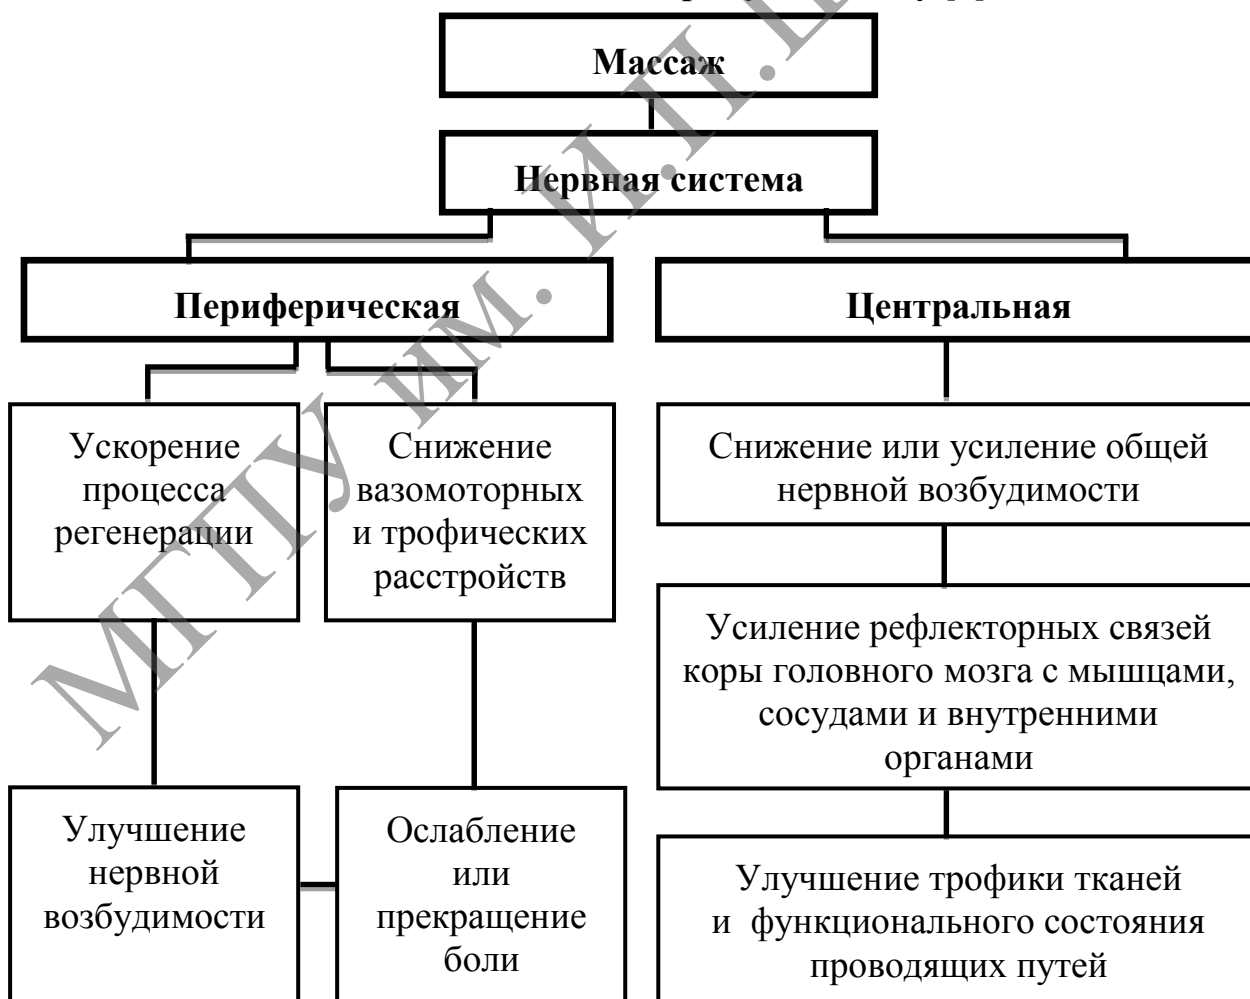 Массаж
Нервная система
Периферическая
Центральная
Ускорение
процесса
регенерации
Снижение
вазомоторных
и трофических
расстройств
Снижение или усиление общей
нервной возбудимости
Усиление рефлекторных связей
коры головного мозга с мышцами,
сосудами и внутренними
органами
Улучшение
нервной
возбудимости
Ослабление
или
прекращение
боли
Улучшение трофики тканей
и функционального состояния
проводящих путей
МГПУ им. И.П.